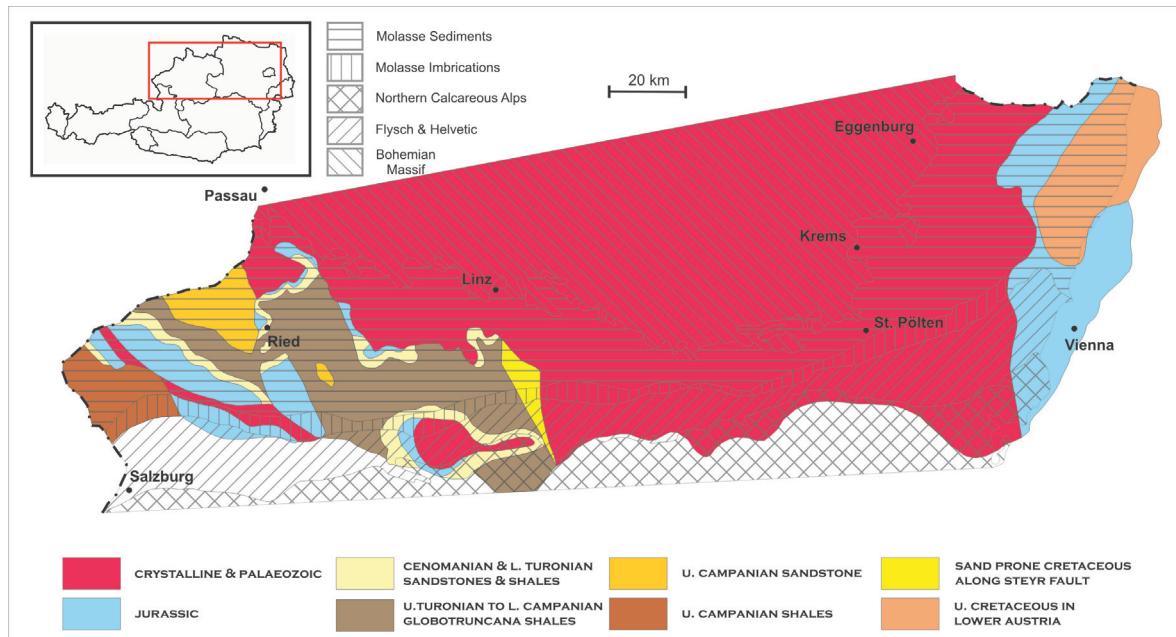 Molasse Sediments
Molasse Imbrications
Northern Calcareous Alps
Flysch & Helvetic
Bohemian
Massif
20 km
Eggenburg
Passau
Krems
Linz
St. Pölten
Ried
Vienna
Salzburg
CRYSTALLINE & PALAEOZOIC
JURASSIC
CENOMANIAN & L. TURONIAN
SANDSTONES & SHALES
U.TURONIAN TO L. CAMPANIAN
GLOBOTRUNCANA SHALES
U. CAMPANIAN SANDSTONE
U. CAMPANIAN SHALES
SAND PRONE CRETACEOUS
ALONG STEYR FAULT
U. CRETACEOUS IN
LOWER AUSTRIA